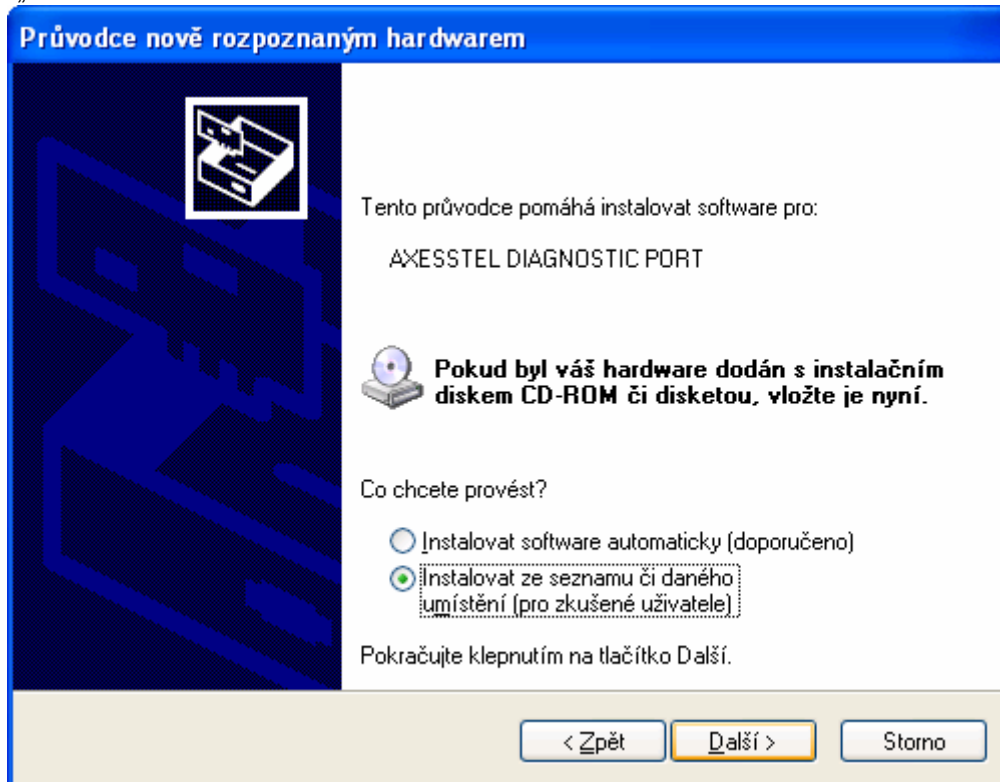 „
Průvodce nově rozpoznaným hardwarem
Tento průvodce pomáhá instalovat software pro:
AXESSTEL DIAGNOSTIC PORT
Pokud byl váš hardware dodán s instalačním
diskem CD-ROM či disketou, vložte je nyní.
Co chcete provést?
Instalovat software automaticky (doporučeno)
Instalovat ze seznamu či daného
umístění (pro zkušené uživatele)
Pokračujte klepnutím na tlačítko Další.
< Zpět
Další >
Storno